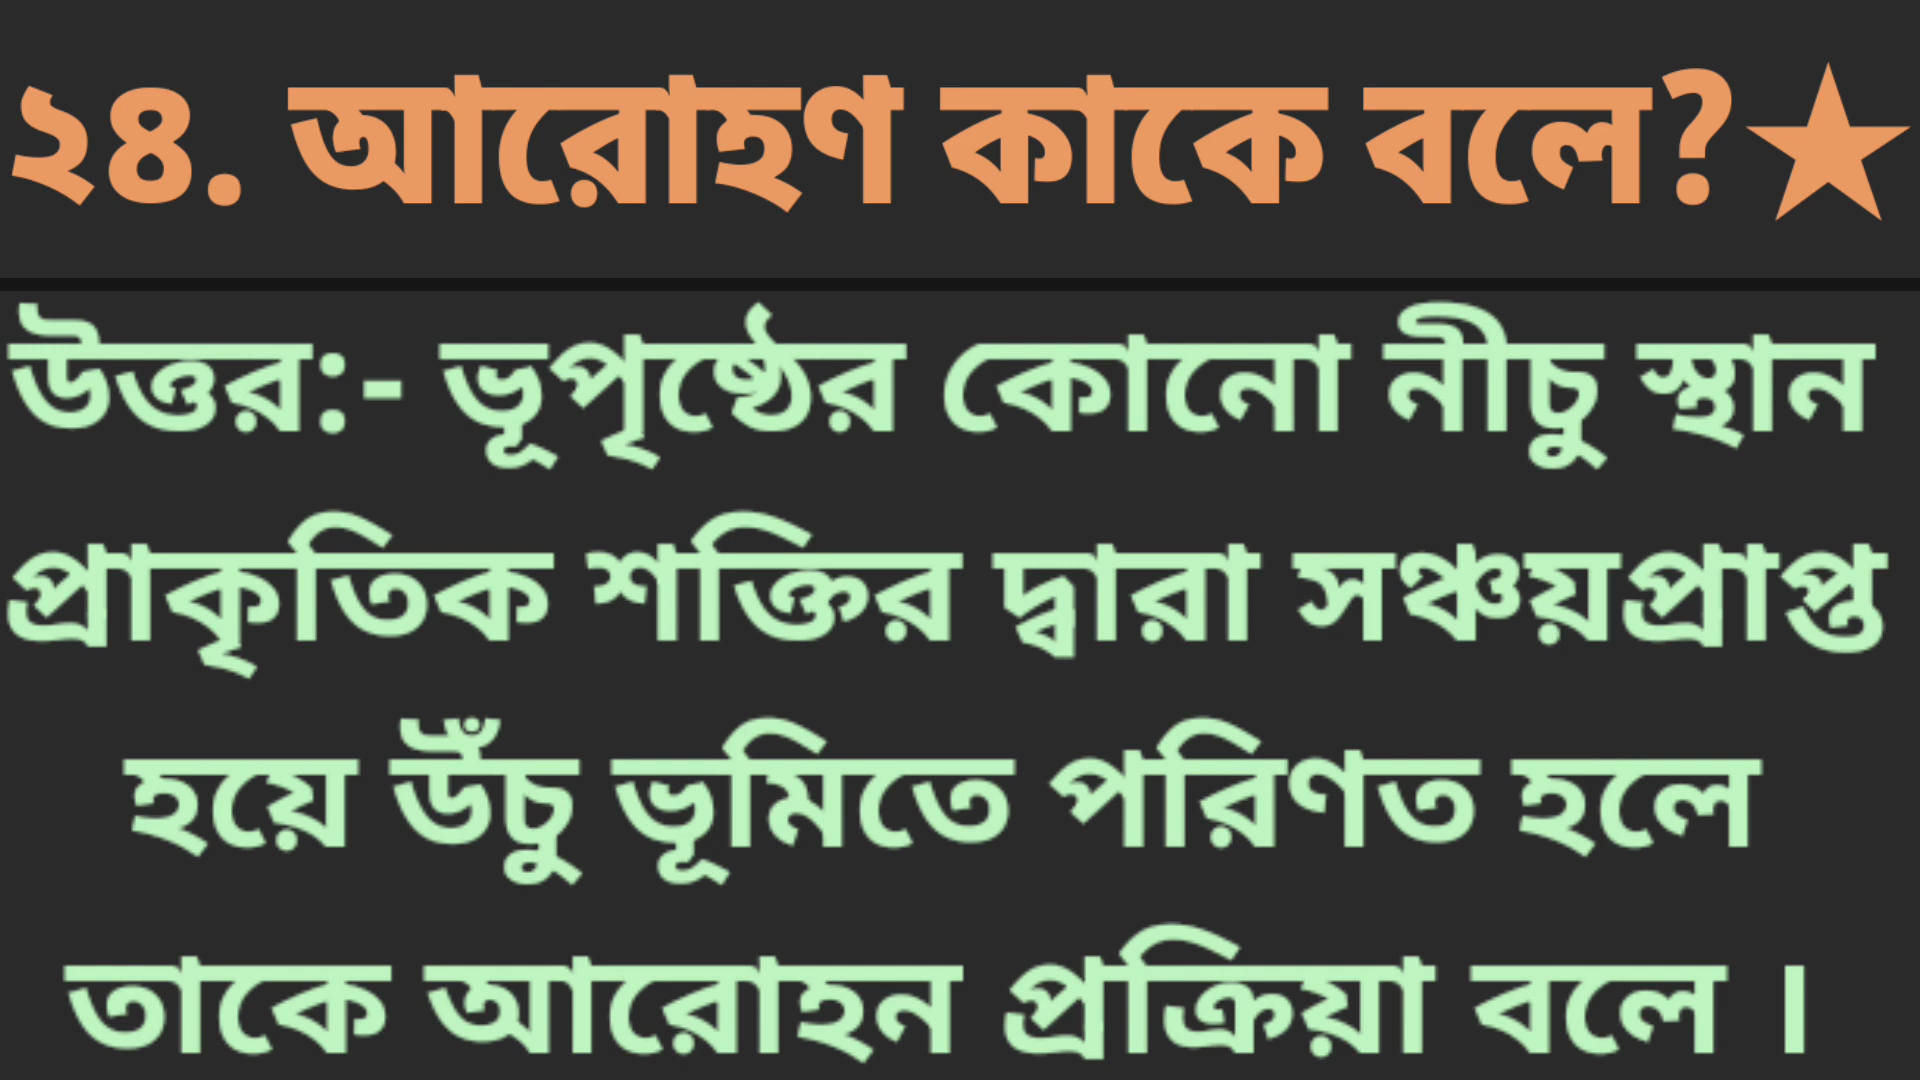 ২৪. আরোহণ কাকে বলে?★
উত্তর:- ভূপৃষ্ঠের কোনো নীচু স্থান
প্রাকৃতিক শক্তির দ্বারা সঞ্চয়প্রাপ্ত
হয়ে উঁচু ভূমিতে পরিণত হলে
তাকে আরোহন প্রক্রিয়া বলে ।